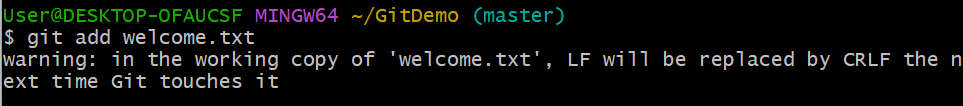 User@DESKTOP-OFAUCSF MINGW64 ~/GitDemo (master)
$ git add welcome.txt
warning: in the working copy of 'welcome.txt', LF will be replaced by CRLF the n
ext time Git touches it